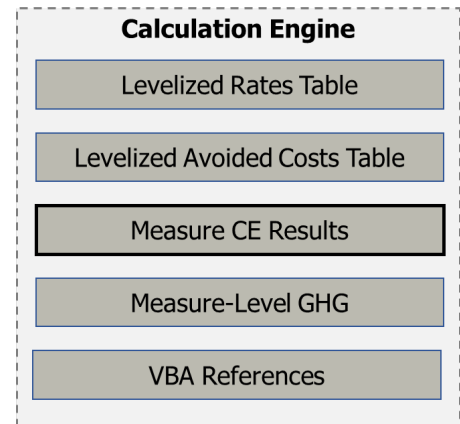 Calculation Engine
Levelized Rates Table
Levelized Avoided Costs Table
Measure CE Results
Measure-Level GHG
VBA References